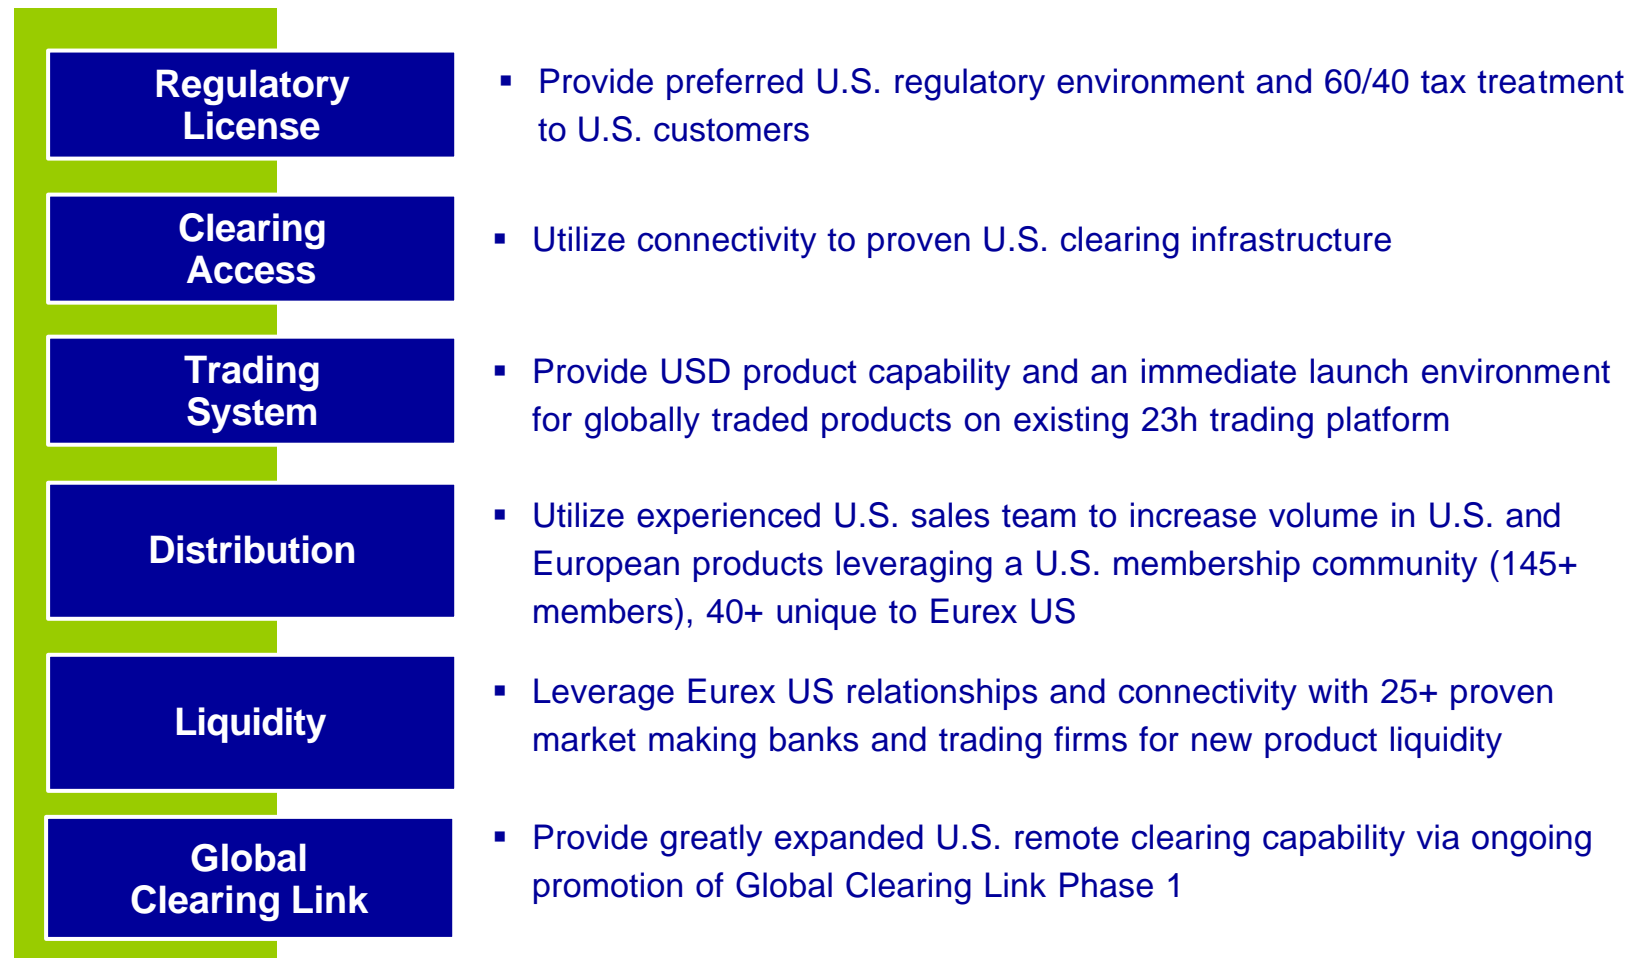 Regulatory
License
▪ Provide preferred U.S. regulatory environment and 60/40 tax treatment
to U.S. customers
Clearing
Access
▪ Utilize connectivity to proven U.S. clearing infrastructure
Trading
System
▪ Provide USD product capability and an immediate launch environment
for globally traded products on existing 23h trading platform
Distribution
▪ Utilize experienced U.S. sales team to increase volume in U.S. and
European products leveraging a U.S. membership community (145+
members), 40+ unique to Eurex US
Liquidity
▪ Leverage Eurex US relationships and connectivity with 25+ proven
market making banks and trading firms for new product liquidity
Global
Clearing Link
▪ Provide greatly expanded U.S. remote clearing capability via ongoing
promotion of Global Clearing Link Phase 1